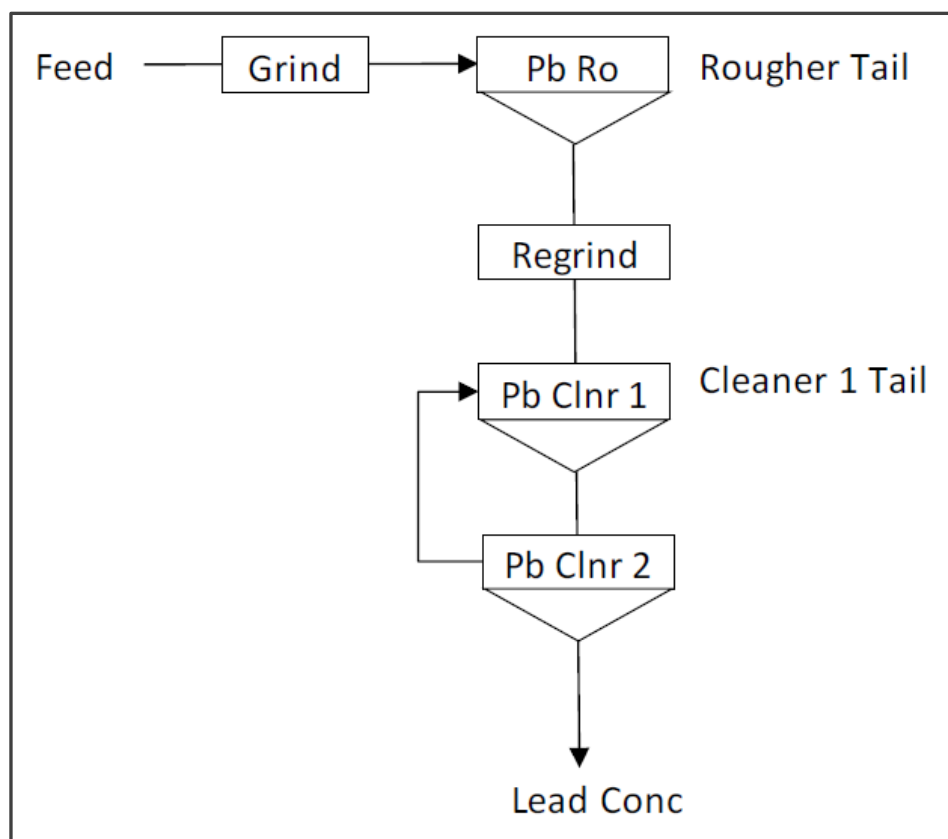 Feed
Grind
Pb Ro
Rougher Tail
Regrind
Pb Clnr 1
Cleaner 1 Tail
Pb Clnr 2
Lead Conc